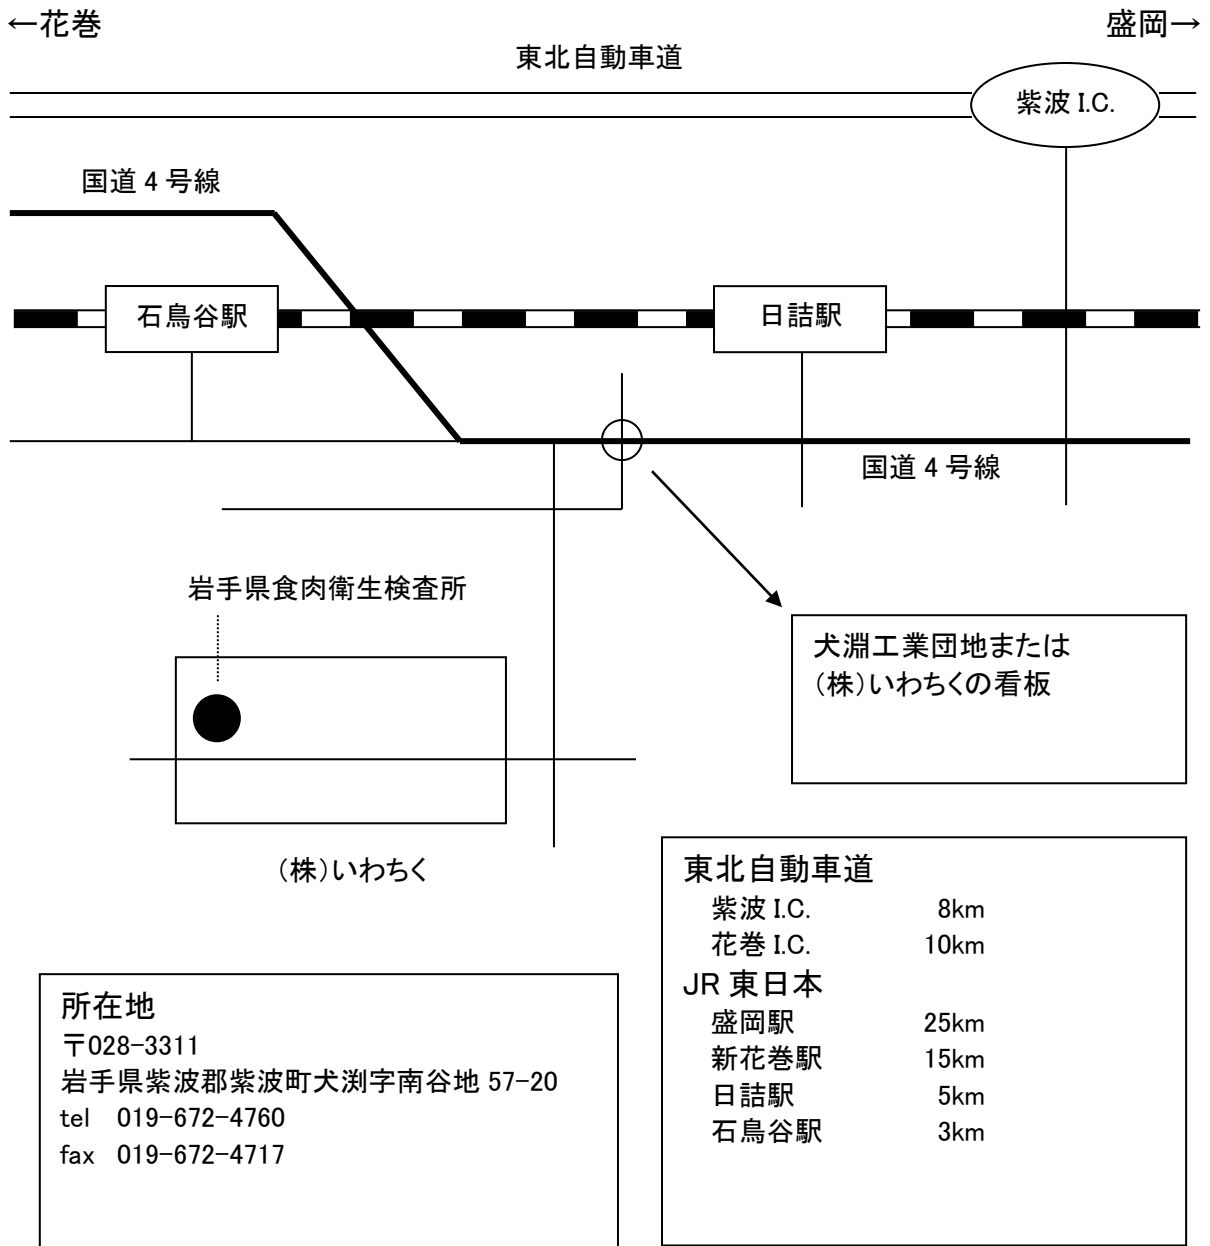 ←花巻
盛岡→
東北自動車道
紫波 I.C.
国道 4 号線
石鳥谷駅
日詰駅
国道 4 号線
岩手県食肉衛生検査所
犬淵工業団地または
（株）いわちくの看板
（株）いわちく
東北自動車道
紫波 I.C. 8km
花巻 I.C. 10km
JR 東日本
盛岡駅 25km
新花巻駅 15km
日詰駅 5km
石鳥谷駅 3km
所在地
〒028-3311
岩手県紫波郡紫波町犬渕字南谷地 57-20
tel 019-672-4760
fax 019-672-4717